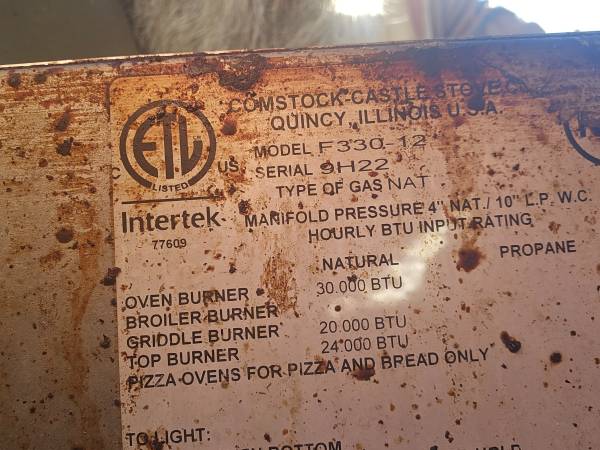 COMSTOCK-CASTLE STOVE
QUINCY, ILLINOIS U.S.A.
ETL
LISTED
C US
Intertek
77609
MODEL F330-12
SERIAL 9H22
TYPE OF GAS NAT
MANIFOLD PRESSURE 4" NAT./ 10" L.P. W.C.
HOURLY BTU INPUT RATING
NATURAL PROPANE
OVEN BURNER 30.000 BTU
BROILER BURNER
GRIDDLE BURNER 20.000 BTU
TOP BURNER 24.000 BTU
PIZZA OVENS FOR PIZZA AND BREAD ONLY
TO LIGHT:
BOTTOM